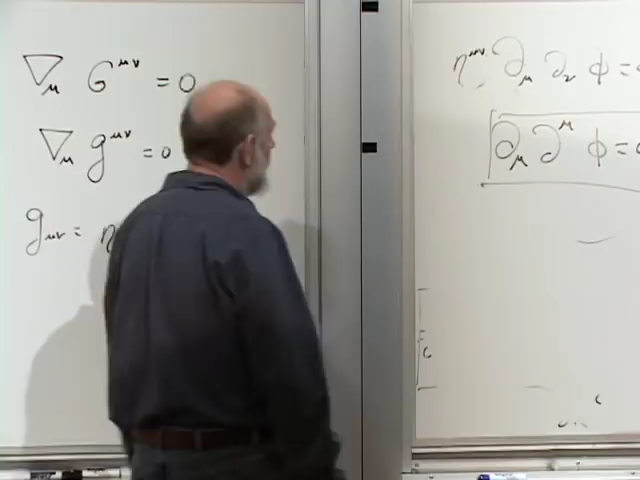 ∇_μ G^{μν} = 0
∇_μ g^{μν} = 0
g_{μν} = η
η^{μν} ∂_μ ∂_ν ϕ =
∂_μ ∂^μ ϕ =